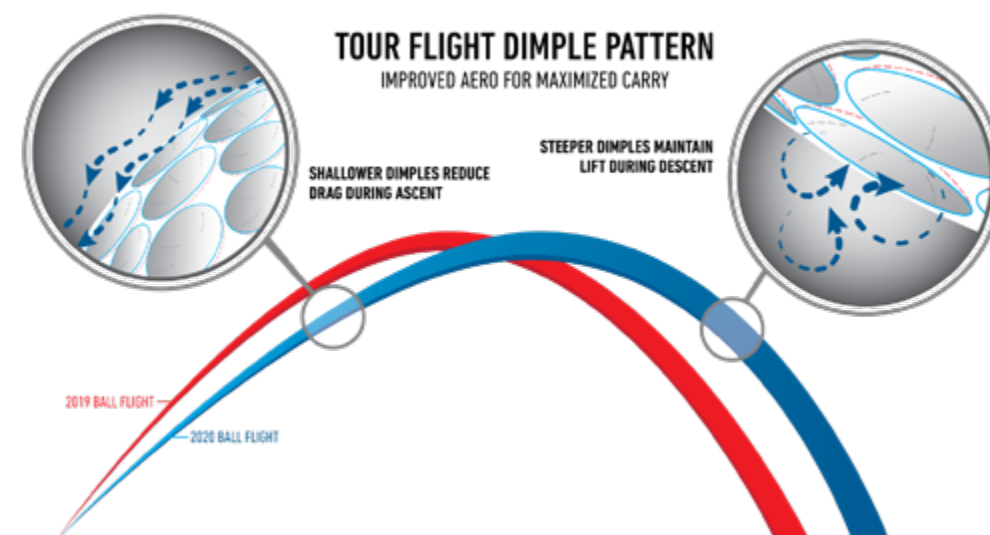 TOUR FLIGHT DIMPLE PATTERN
IMPROVED AERO FOR MAXIMIZED CARRY
STEEPER DIMPLES MAINTAIN
LIFT DURING DESCENT
SHALLOWER DIMPLES REDUCE
DRAG DURING ASCENT
2019 BALL FLIGHT
2020 BALL FLIGHT